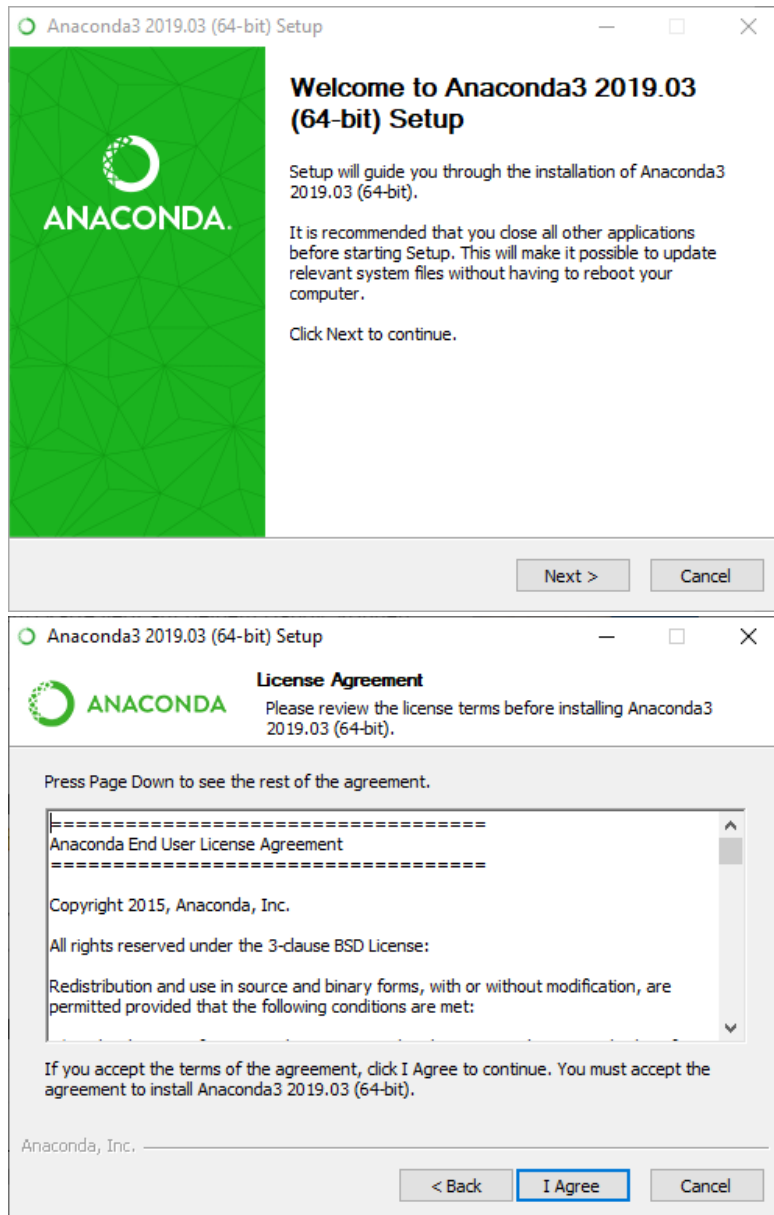 Anaconda3 2019.03 (64-bit) Setup
Welcome to Anaconda3 2019.03
(64-bit) Setup
Setup will guide you through the installation of Anaconda3
2019.03 (64-bit).
It is recommended that you close all other applications
before starting Setup. This will make it possible to update
relevant system files without having to reboot your
computer.
Click Next to continue.
ANACONDA.
Next >
Cancel
Anaconda3 2019.03 (64-bit) Setup
ANACONDA
License Agreement
Please review the license terms before installing Anaconda3
2019.03 (64-bit).
Press Page Down to see the rest of the agreement.
====================================
Anaconda End User License Agreement
====================================
Copyright 2015, Anaconda, Inc.
All rights reserved under the 3-clause BSD License:
Redistribution and use in source and binary forms, with or without modification, are
permitted provided that the following conditions are met:
If you accept the terms of the agreement, click I Agree to continue. You must accept the
agreement to install Anaconda3 2019.03 (64-bit).
Anaconda, Inc.
< Back
I Agree
Cancel